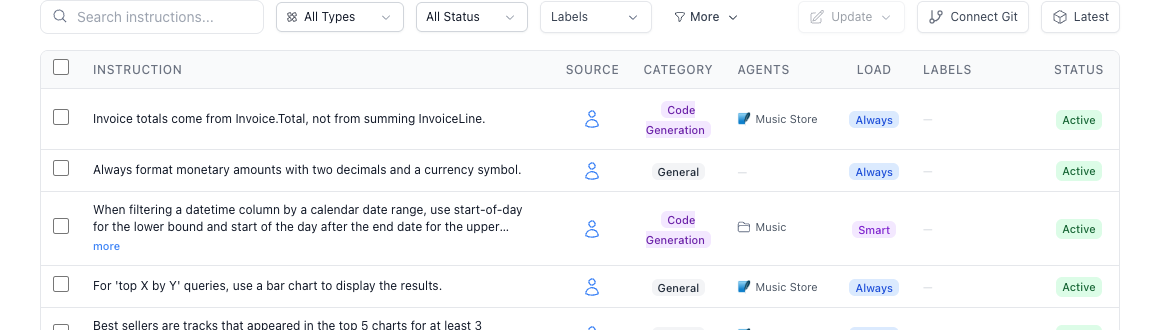 Search instructions...
All Types
All Status
Labels
More
Update
Connect Git
Latest
INSTRUCTION SOURCE CATEGORY AGENTS LOAD LABELS STATUS
Invoice totals come from Invoice.Total, not from summing InvoiceLine.
Code
Generation
Music Store
Always
–
Active
Always format monetary amounts with two decimals and a currency symbol.
General
–
Always
–
Active
When filtering a datetime column by a calendar date range, use start-of-day
for the lower bound and start of the day after the end date for the upper...
more
Code
Generation
Music
Smart
–
Active
For 'top X by Y' queries, use a bar chart to display the results.
General
Music Store
Always
–
Active
Best sellers are tracks that appeared in the top 5 charts for at least 3